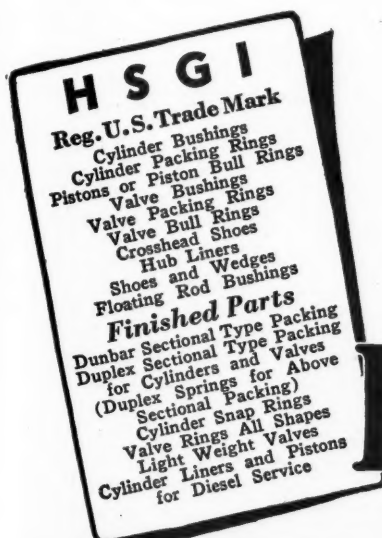 H S G I
Reg. U. S. Trade Mark
Cylinder Bushings
Cylinder Packing Rings
Pistons or Piston Bull Rings
Valve Bushings
Valve Packing Rings
Valve Bull Rings
Crosshead Shoes
Hub Liners
Shoes and Wedges
Floating Rod Bushings
Finished Parts
Dunbar Sectional Type Packing
Duplex Sectional Type Packing
for Cylinders and Valves
(Duplex Springs for Above
Sectional Packing)
Cylinder Snap Rings
Valve Rings All Shapes
Light Weight Valves
Cylinder Liners and Pistons
for Diesel Service